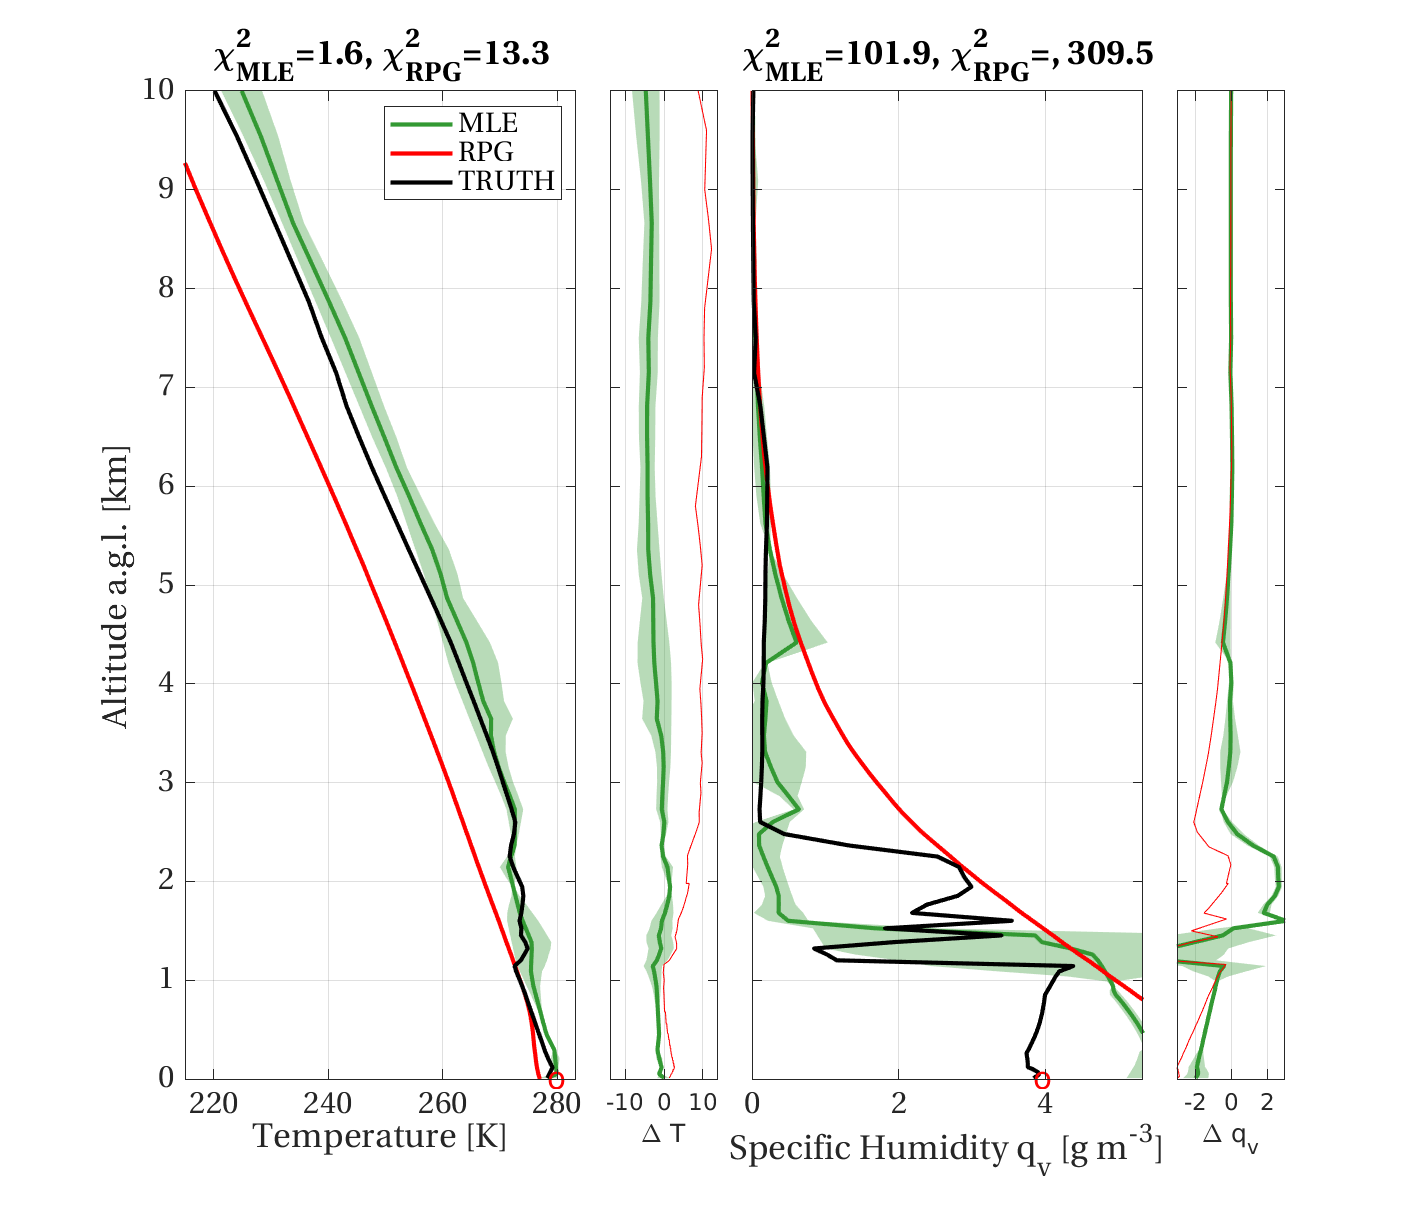 χ²MLE=1.6, χ²RPG=13.3
χ²MLE=101.9, χ²RPG=, 309.5
MLE
RPG
TRUTH
Altitude a.g.l. [km]
10
9
8
7
6
5
4
3
2
1
0
220 240 260 280
Temperature [K]
-10 0 10
Δ T
0 2 4
Specific Humidity qv [g m-3]
-2 0 2
Δ qv